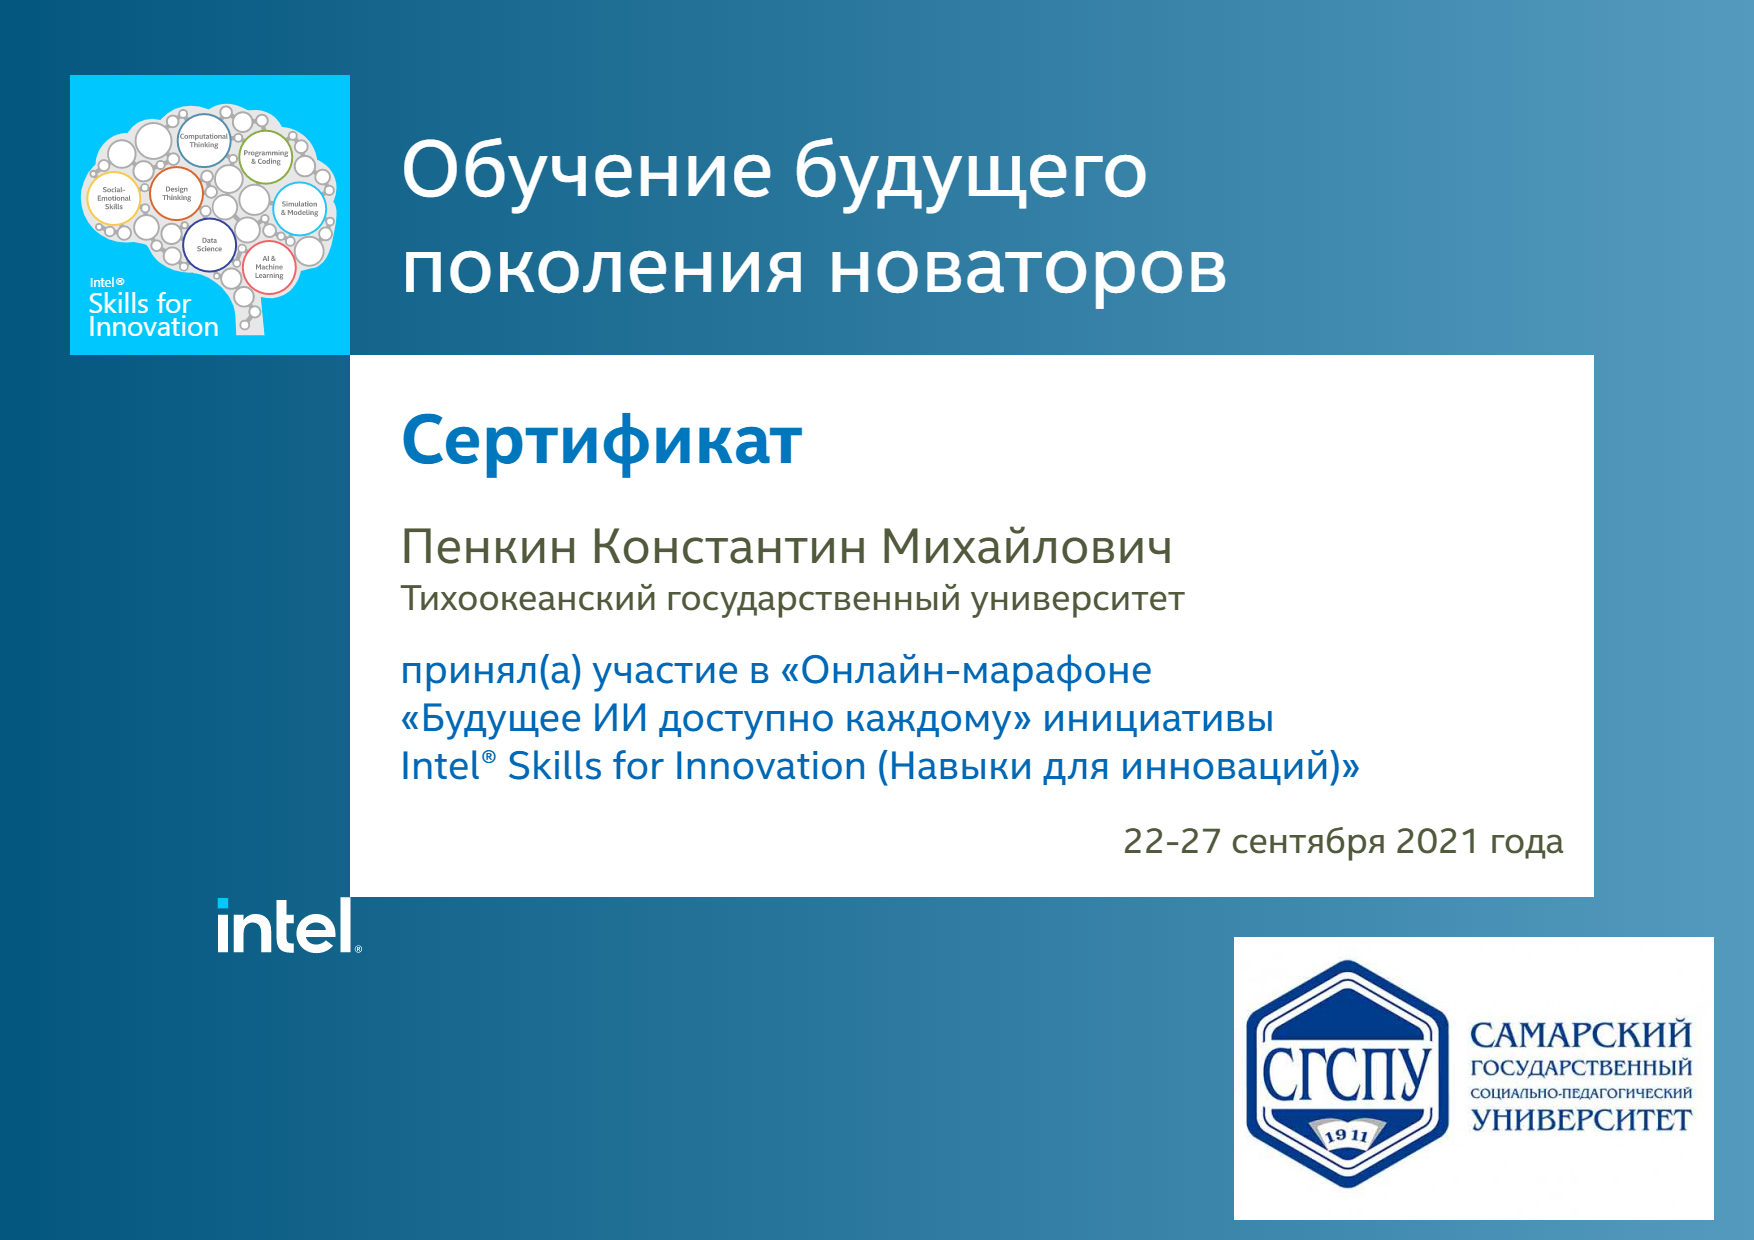 Computational
Thinking
Programming
& Coding
Social-
Emotional
Skills
Design
Thinking
Simulation
& Modeling
Data
Science
AI &
Machine
Learning
Intel®
Skills for
Innovation
Обучение будущего
поколения новаторов
Сертификат
Пенкин Константин Михайлович
Тихоокеанский государственный университет
принял(а) участие в «Онлайн-марафоне
«Будущее ИИ доступно каждому» инициативы
Intel® Skills for Innovation (Навыки для инноваций)»
22-27 сентября 2021 года
intel®
СГСПУ
1911
САМАРСКИЙ
ГОСУДАРСТВЕННЫЙ
СОЦИАЛЬНО-ПЕДАГОГИЧЕСКИЙ
УНИВЕРСИТЕТ